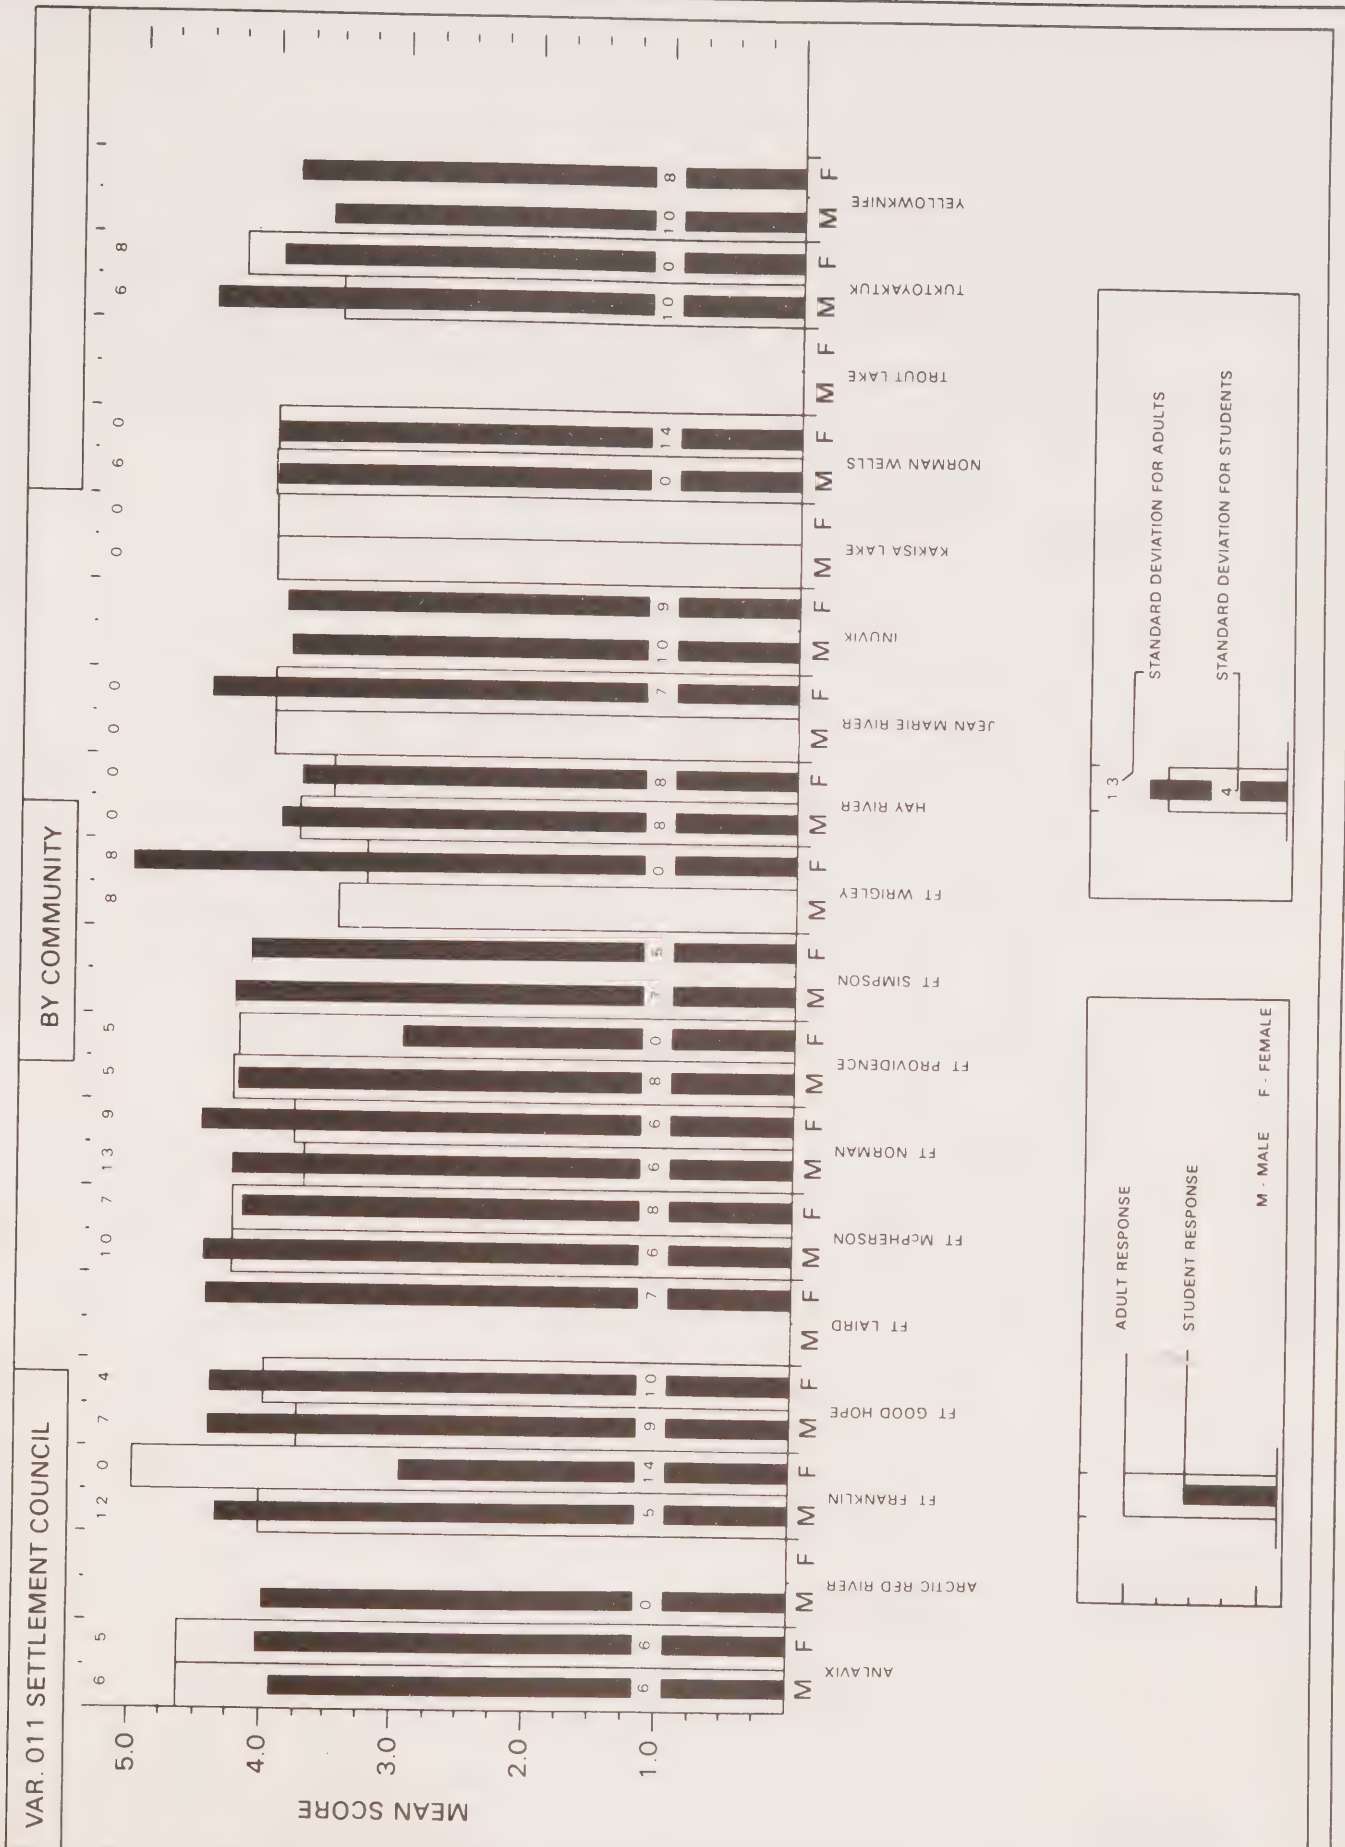 VAR. 011 SETTLEMENT COUNCIL
BY COMMUNITY
6 5 12 0 7 4 10 7 13 9 5 5 8 8 0 0 0 0 0 0 6 0 6 8
MEAN SCORE
5.0
4.0
3.0
2.0
1.0
6 6 0 5 14 9 10 7 6 8 6 6 8 0 7 5 0 8 8 7 10 9 0 14 10 0 10 8
M F M F M F M F M F M F M F M F M F M F M F M F M F M F M F M F M F
ANLAVIX
ARCTIC RED RIVER
FT FRANKLIN
FT GOOD HOPE
FT LAIRD
FT McPHERSON
FT NORMAN
FT PROVIDENCE
FT SIMPSON
FT WRIGLEY
HAY RIVER
JEAN MARIE RIVER
INUVIK
KAKISA LAKE
NORMAN WELLS
TROUT LAKE
TUKTOYAKTUK
YELLOWKNIFE
ADULT RESPONSE
STUDENT RESPONSE
M - MALE F - FEMALE
13
STANDARD DEVIATION FOR ADULTS
4
STANDARD DEVIATION FOR STUDENTS